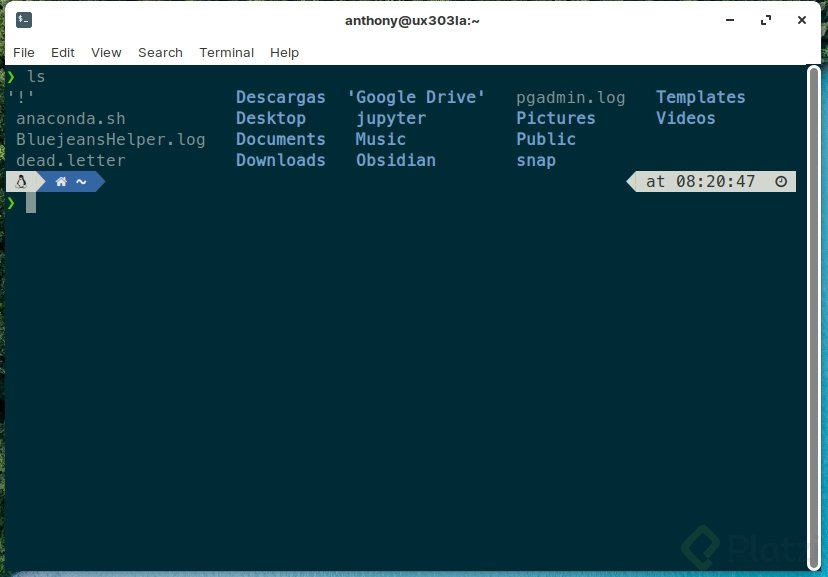 anthony@ux303la:~
File Edit View Search Terminal Help
❯ ls
'!' Descargas 'Google Drive' pgadmin.log Templates
anaconda.sh Desktop jupyter Pictures Videos
BluejeansHelper.log Documents Music Public
dead.letter Downloads Obsidian snap
~ at 08:20:47
❯
Platzi